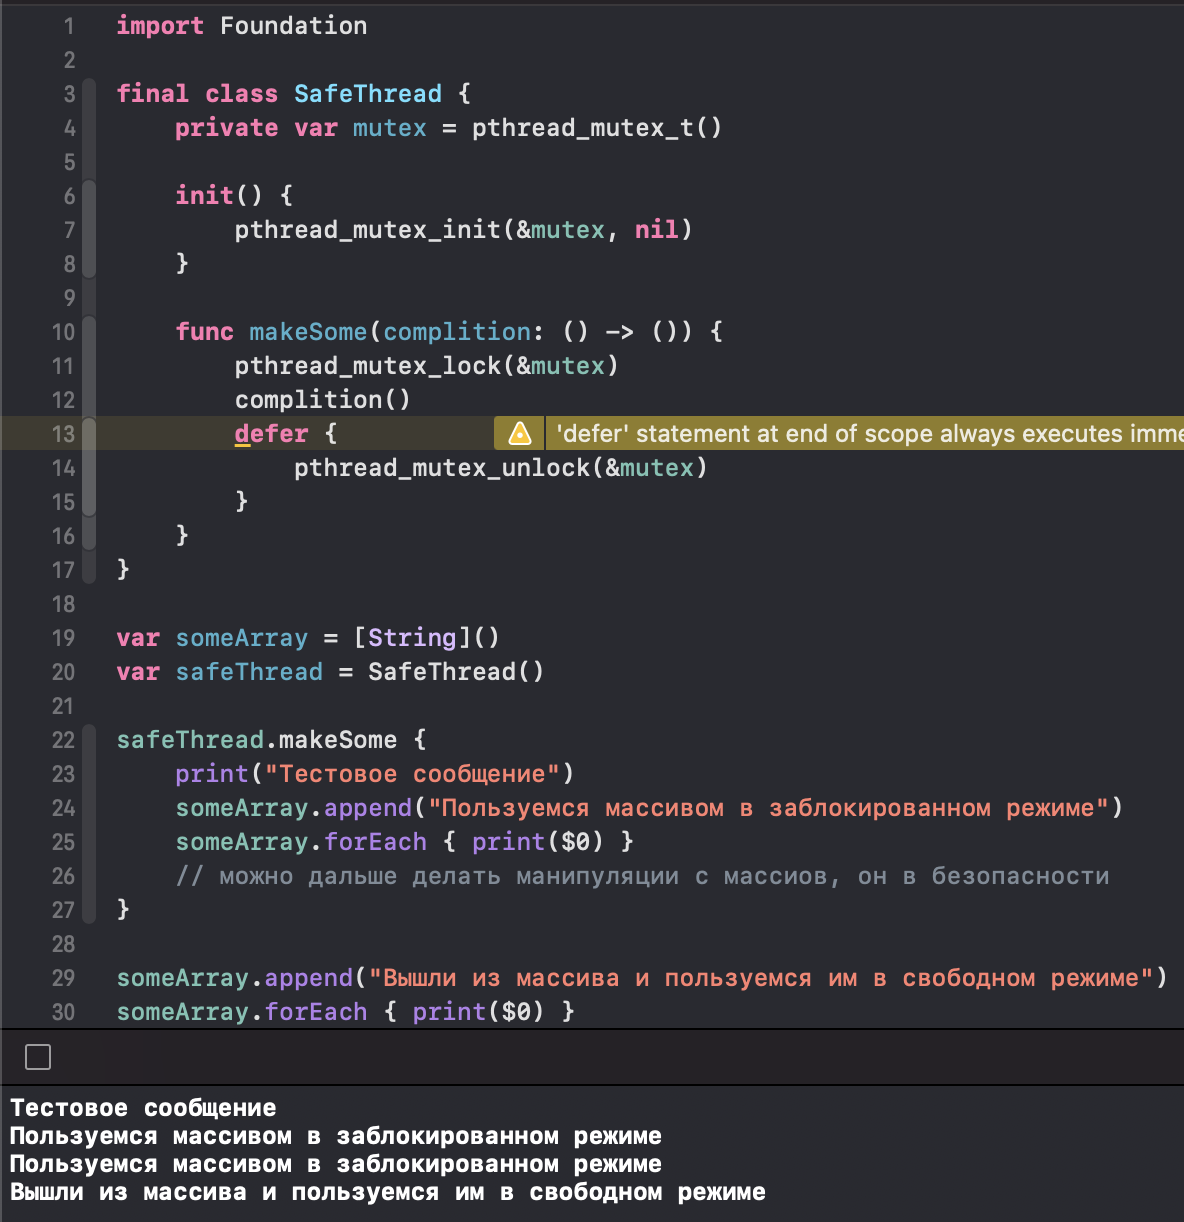 1 import Foundation
2
3 final class SafeThread {
4 private var mutex = pthread_mutex_t()
5
6 init() {
7 pthread_mutex_init(&mutex, nil)
8 }
9
10 func makeSome(complition: () -> ()) {
11 pthread_mutex_lock(&mutex)
12 complition()
13 defer { 'defer' statement at end of scope always executes imme
14 pthread_mutex_unlock(&mutex)
15 }
16 }
17 }
18
19 var someArray = [String]()
20 var safeThread = SafeThread()
21
22 safeThread.makeSome {
23 print("Тестовое сообщение")
24 someArray.append("Пользуемся массивом в заблокированном режиме")
25 someArray.forEach { print($0) }
26 // можно дальше делать манипуляции с массиов, он в безопасности
27 }
28
29 someArray.append("Вышли из массива и пользуемся им в свободном режиме")
30 someArray.forEach { print($0) }
Тестовое сообщение
Пользуемся массивом в заблокированном режиме
Пользуемся массивом в заблокированном режиме
Вышли из массива и пользуемся им в свободном режиме